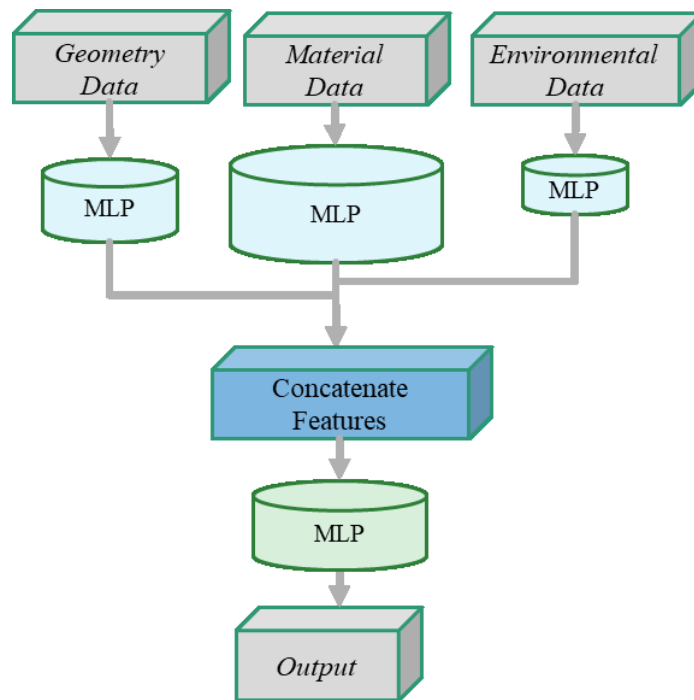 Geometry
Data
Material
Data
Environmental
Data
MLP
MLP
MLP
Concatenate
Features
MLP
Output